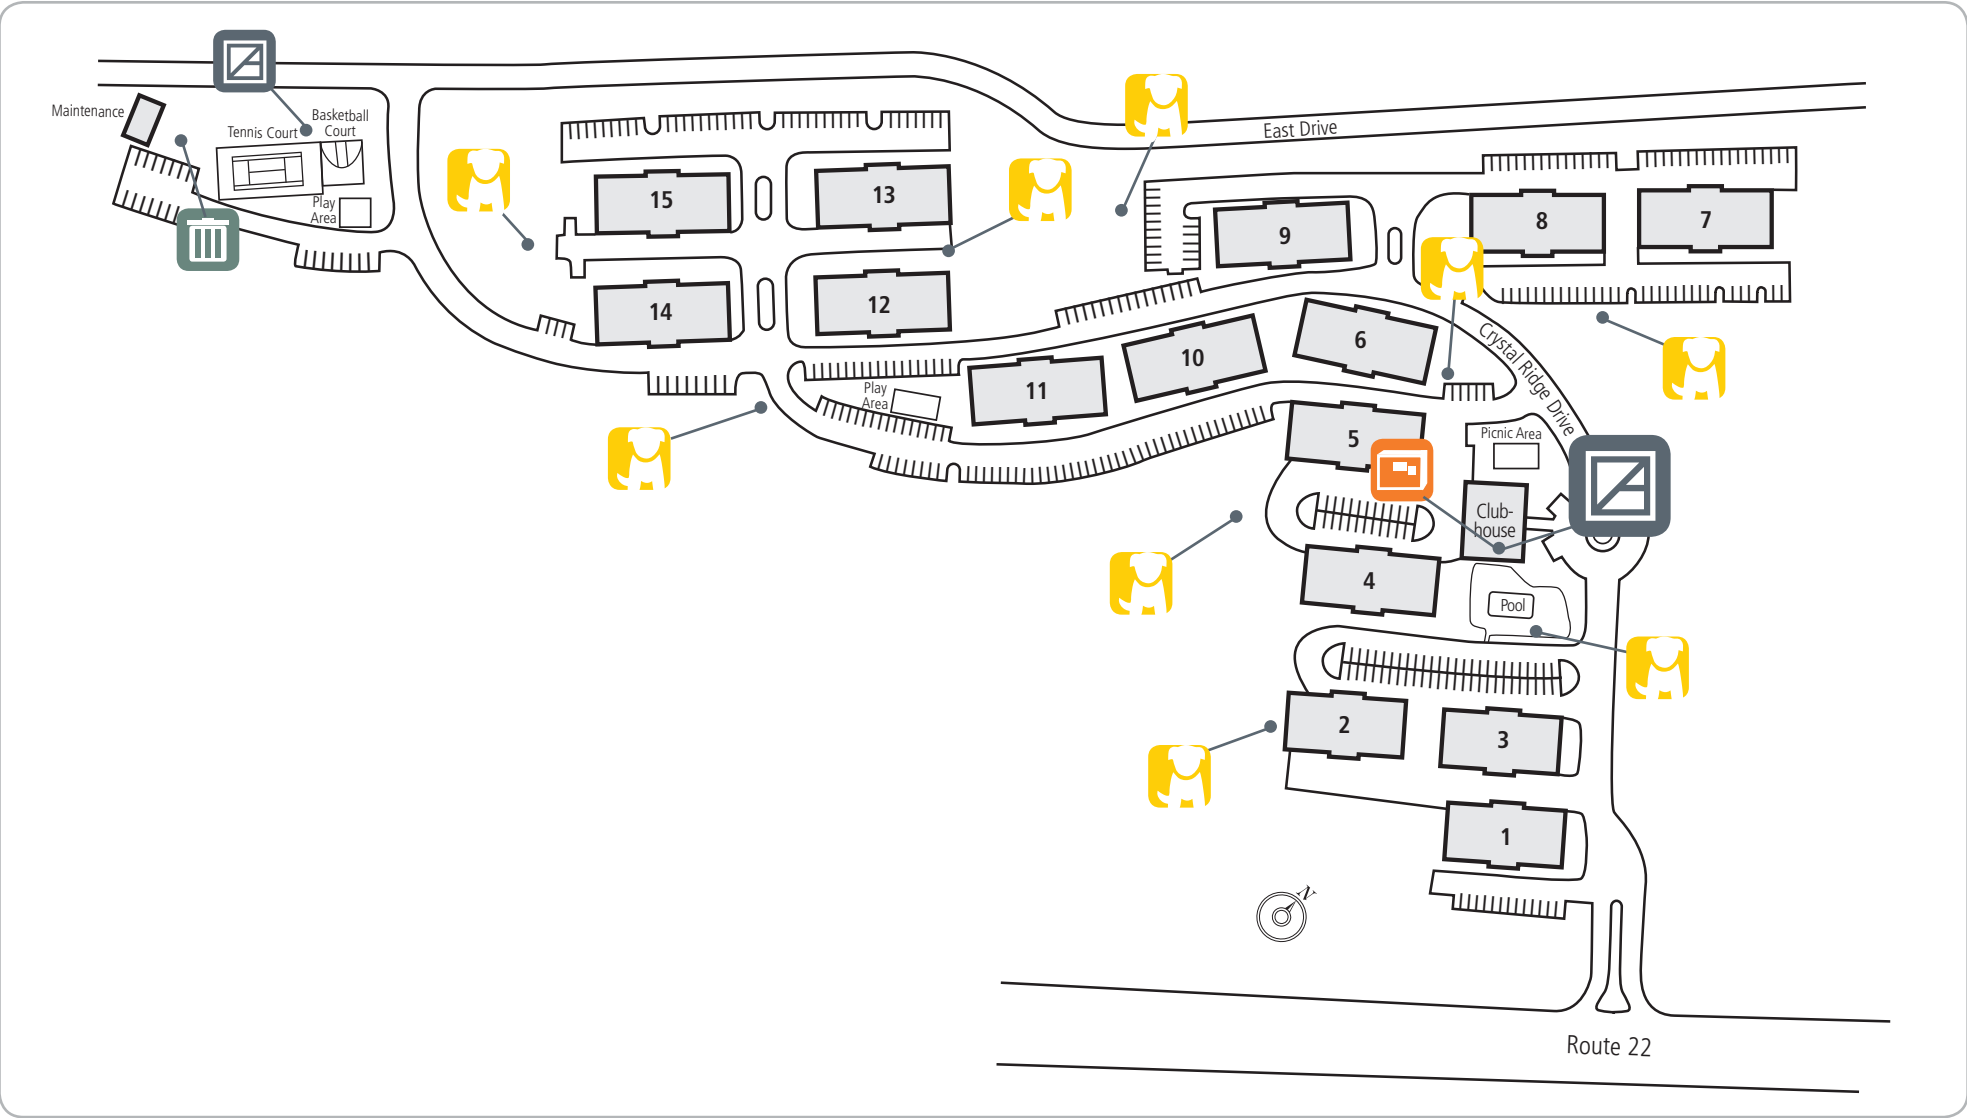 Maintenance
Tennis Court
Basketball
Court
Play
Area
East Drive
15
13
14
12
9
8
7
6
10
11
Play
Area
Crystal Ridge Drive
5
Picnic Area
Club-
house
4
Pool
2
3
1
N
Route 22